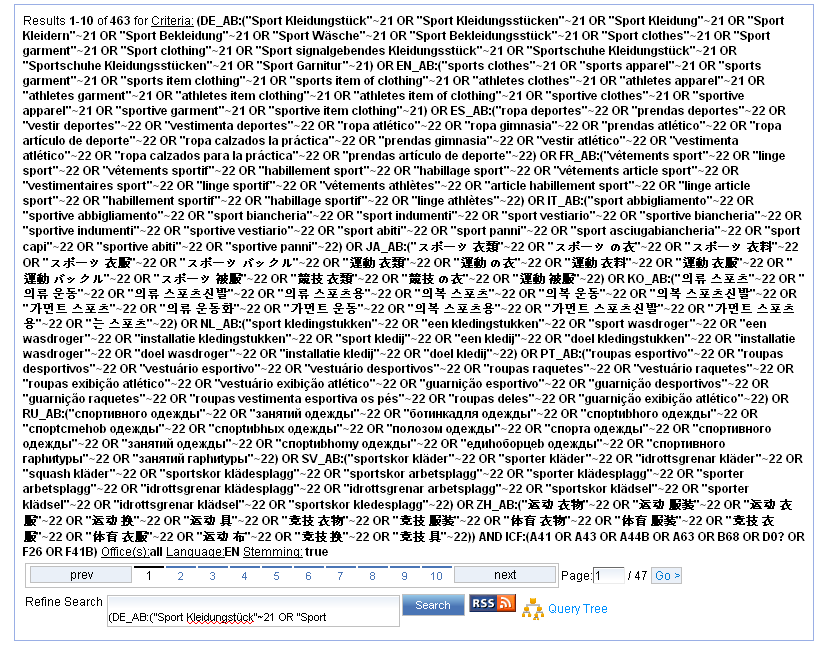 Results 1-10 of 463 for Criteria: (DE_AB:("Sport Kleidungstück"~21 OR "Sport Kleidungsstücken"~21 OR "Sport Kleidung"~21 OR "Sport
Kleidern"~21 OR "Sport Bekleidung"~21 OR "Sport Wäsche"~21 OR "Sport Bekleidungsstück"~21 OR "Sport clothes"~21 OR "Sport
garment"~21 OR "Sport clothing"~21 OR "Sport signalgebendes Kleidungsstück"~21 OR "Sportschuhe Kleidungstück"~21 OR
"Sportschuhe Kleidungsstücken"~21 OR "Sport Garnitur"~21) OR EN_AB:("sports clothes"~21 OR "sports apparel"~21 OR "sports
garment"~21 OR "sports item clothing"~21 OR "sports item of clothing"~21 OR "athletes clothes"~21 OR "athletes apparel"~21 OR
"athletes garment"~21 OR "athletes item clothing"~21 OR "athletes item of clothing"~21 OR "sportive clothes"~21 OR "sportive
apparel"~21 OR "sportive garment"~21 OR "sportive item clothing"~21) OR ES_AB:("ropa deportes"~22 OR "prendas deportes"~22 OR
"vestir deportes"~22 OR "vestimenta deportes"~22 OR "ropa atlético"~22 OR "ropa gimnasia"~22 OR "prendas atlético"~22 OR "ropa
artículo de deporte"~22 OR "ropa calzados la práctica"~22 OR "prendas gimnasia"~22 OR "vestir atlético"~22 OR "vestimenta
atlético"~22 OR "ropa calzados para la práctica"~22 OR "prendas artículo de deporte"~22) OR FR_AB:("vêtements sport"~22 OR "linge
sport"~22 OR "vêtements sportif"~22 OR "habillement sport"~22 OR "habillage sport"~22 OR "vêtements article sport"~22 OR
"vestimentaires sport"~22 OR "linge sportif"~22 OR "vêtements athlètes"~22 OR "article habillement sport"~22 OR "linge article
sport"~22 OR "habillement sportif"~22 OR "habillage sportif"~22 OR "linge athlètes"~22) OR IT_AB:("sport abbigliamento"~22 OR
"sportive abbigliamento"~22 OR "sport biancheria"~22 OR "sport indumenti"~22 OR "sport vestiario"~22 OR "sportive biancheria"~22 OR
"sportive indumenti"~22 OR "sportive vestiario"~22 OR "sport abiti"~22 OR "sport panni"~22 OR "sport asciugabiancheria"~22 OR "sport
capi"~22 OR "sportive abiti"~22 OR "sportive panni"~22) OR JA_AB:("スポーツ 衣類"~22 OR "スポーツ の衣"~22 OR "スポーツ 衣料"~22
OR "スポーツ 衣服"~22 OR "スポーツ バックル"~22 OR "運動 衣類"~22 OR "運動 の衣"~22 OR "運動 衣料"~22 OR "運動 衣服"~22 OR "
運動 バックル"~22 OR "スポーツ 被服"~22 OR "競技 衣類"~22 OR "競技 の衣"~22 OR "運動 被服"~22) OR KO_AB:("의류 스포츠"~22 OR "
의류 운동"~22 OR "의류 스포츠신발"~22 OR "의류 스포츠용"~22 OR "의복 스포츠"~22 OR "의복 운동"~22 OR "의복 스포츠신발"~22 OR
"가먼트 스포츠"~22 OR "의류 운동화"~22 OR "가먼트 운동"~22 OR "의복 스포츠용"~22 OR "가먼트 스포츠신발"~22 OR "가먼트 스포츠
용"~22 OR "는 스포츠"~22) OR NL_AB:("sport kledingstukken"~22 OR "een kledingstukken"~22 OR "sport wasdroger"~22 OR "een
wasdroger"~22 OR "installatie kledingstukken"~22 OR "sport kledij"~22 OR "een kledij"~22 OR "doel kledingstukken"~22 OR "installatie
wasdroger"~22 OR "doel wasdroger"~22 OR "installatie kledij"~22 OR "doel kledij"~22) OR PT_AB:("roupas esportivo"~22 OR "roupas
desportivos"~22 OR "vestuário esportivo"~22 OR "vestuário desportivos"~22 OR "roupas raquetes"~22 OR "vestuário raquetes"~22 OR
"roupas exibição atlético"~22 OR "vestuário exibição atlético"~22 OR "guarnição esportivo"~22 OR "guarnição desportivos"~22 OR
"guarnição raquetes"~22 OR "roupas vestimenta esportiva os pés"~22 OR "roupas deles"~22 OR "guarnição exibição atlético"~22) OR
RU_AB:("спортивного одежды"~22 OR "занятий одежды"~22 OR "ботинкадля одежды"~22 OR "спортивhого одежды"~22 OR
"спортсmеhob одежды"~22 OR "спортиbhых одежды"~22 OR "полозом одежды"~22 OR "спорта одежды"~22 OR "спортивного
одежды"~22 OR "занятий одежды"~22 OR "спортиbhomy одежды"~22 OR "едиhоборцеb одежды"~22 OR "спортивного
гарhитуры"~22 OR "занятий гарhитуры"~22) OR SV_AB:("sportskor kläder"~22 OR "sporter kläder"~22 OR "idrottsgrenar kläder"~22 OR
"squash kläder"~22 OR "sportskor klädesplagg"~22 OR "sportskor arbetsplagg"~22 OR "sporter klädesplagg"~22 OR "sporter
arbetsplagg"~22 OR "idrottsgrenar klädesplagg"~22 OR "idrottsgrenar arbetsplagg"~22 OR "sportskor klädsel"~22 OR "sporter
klädsel"~22 OR "idrottsgrenar klädsel"~22 OR "sportskor kledesplagg"~22) OR ZH_AB:("运动 衣物"~22 OR "运动 服装"~22 OR "运动 衣
服"~22 OR "运动 换"~22 OR "运动 具"~22 OR "竞技 衣物"~22 OR "竞技 服装"~22 OR "体育 衣物"~22 OR "体育 服装"~22 OR "竞技 衣
服"~22 OR "体育 衣服"~22 OR "运动 布"~22 OR "竞技 换"~22 OR "竞技 具"~22)) AND ICF:(A41 OR A43 OR A44B OR A63 OR B68 OR D0? OR
F26 OR F41B) Office(s):all Language:EN Stemming: true
prev 1 2 3 4 5 6 7 8 9 10 next Page:1 / 47 Go >
Refine Search (DE_AB:("Sport Kleidungstück"~21 OR "Sport Search RSS Query Tree